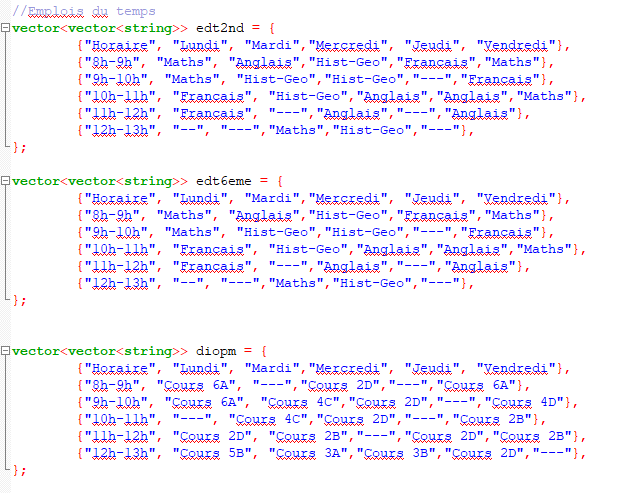 //Emplois du temps
vector<vector<string>> edt2nd = {
{"Horaire", "Lundi", "Mardi","Mercredi", "Jeudi", "Vendredi"},
{"8h-9h", "Maths", "Anglais","Hist-Geo","Francais","Maths"},
{"9h-10h", "Maths", "Hist-Geo","Hist-Geo","---","Francais"},
{"10h-11h", "Francais", "Hist-Geo","Anglais","Anglais","Maths"},
{"11h-12h", "Francais", "---","Anglais","---","Anglais"},
{"12h-13h", "--", "---","Maths","Hist-Geo","---"},
};
vector<vector<string>> edt6eme = {
{"Horaire", "Lundi", "Mardi","Mercredi", "Jeudi", "Vendredi"},
{"8h-9h", "Maths", "Anglais","Hist-Geo","Francais","Maths"},
{"9h-10h", "Maths", "Hist-Geo","Hist-Geo","---","Francais"},
{"10h-11h", "Francais", "Hist-Geo","Anglais","Anglais","Maths"},
{"11h-12h", "Francais", "---","Anglais","---","Anglais"},
{"12h-13h", "--", "---","Maths","Hist-Geo","---"},
};
vector<vector<string>> diopm = {
{"Horaire", "Lundi", "Mardi","Mercredi", "Jeudi", "Vendredi"},
{"8h-9h", "Cours 6A", "---","Cours 2D","---","Cours 6A"},
{"9h-10h", "Cours 6A", "Cours 4C","Cours 2D","---","Cours 4D"},
{"10h-11h", "---", "Cours 4C","Cours 2D","---","Cours 2B"},
{"11h-12h", "Cours 2D", "Cours 2B","---","Cours 2D","Cours 2B"},
{"12h-13h", "Cours 5B", "Cours 3A","Cours 3B","Cours 2D","---"},
};